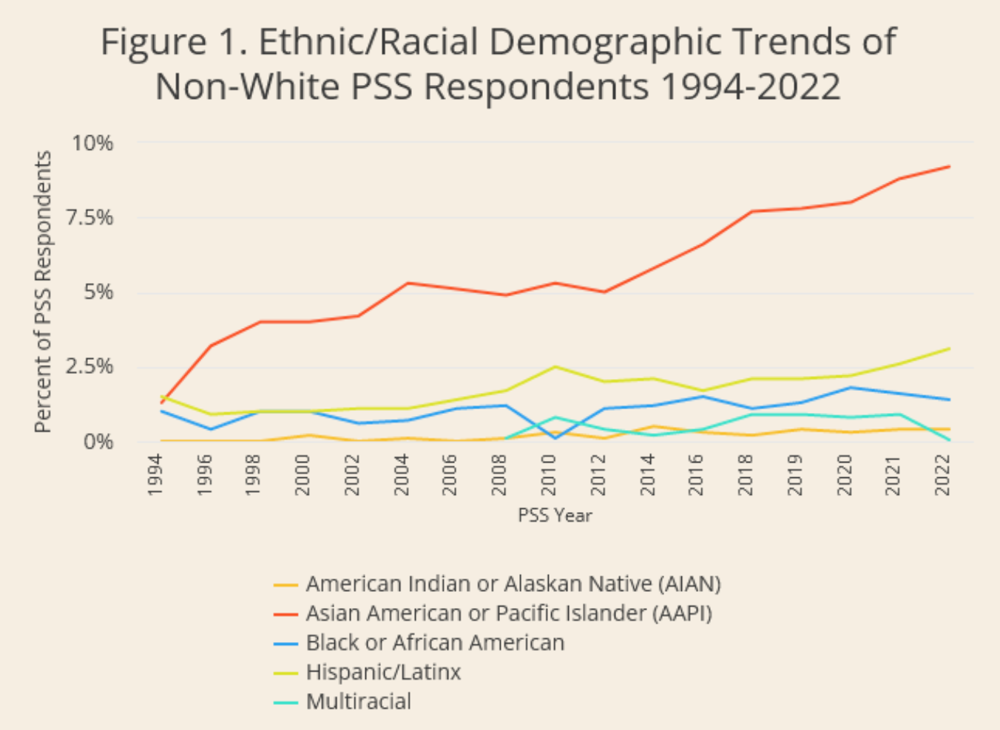 Figure 1. Ethnic/Racial Demographic Trends of
Non-White PSS Respondents 1994-2022
Percent of PSS Respondents
10%
7.5%
5%
2.5%
0%
1994
1996
1998
2000
2002
2004
2006
2008
2010
2012
2014
2016
2018
2019
2020
2021
2022
PSS Year
American Indian or Alaskan Native (AIAN)
Asian American or Pacific Islander (AAPI)
Black or African American
Hispanic/Latinx
Multiracial